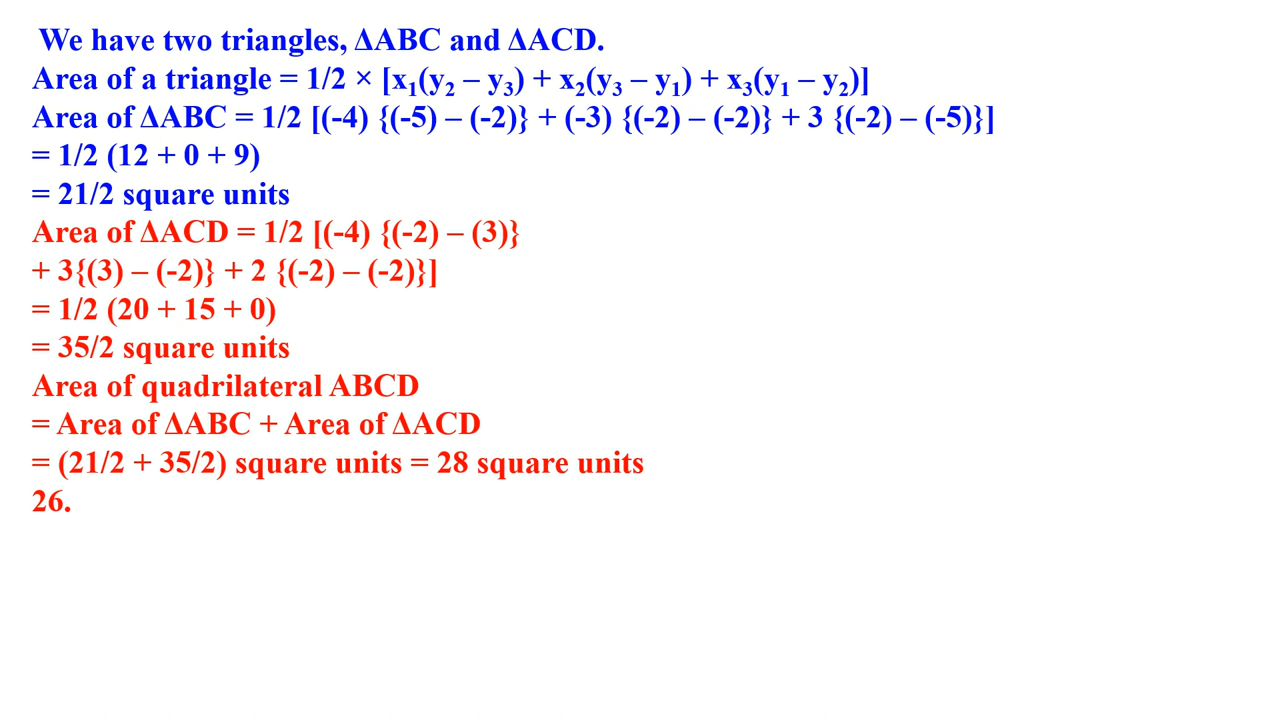 We have two triangles, ΔABC and ΔACD.
Area of a triangle = 1/2 × [x₁(y₂ – y₃) + x₂(y₃ – y₁) + x₃(y₁ – y₂)]
Area of ΔABC = 1/2 [(-4) {(-5) – (-2)} + (-3) {(-2) – (-2)} + 3 {(-2) – (-5)}]
= 1/2 (12 + 0 + 9)
= 21/2 square units
Area of ΔACD = 1/2 [(-4) {(-2) – (3)}
+ 3{(3) – (-2)} + 2 {(-2) – (-2)}]
= 1/2 (20 + 15 + 0)
= 35/2 square units
Area of quadrilateral ABCD
= Area of ΔABC + Area of ΔACD
= (21/2 + 35/2) square units = 28 square units
26.